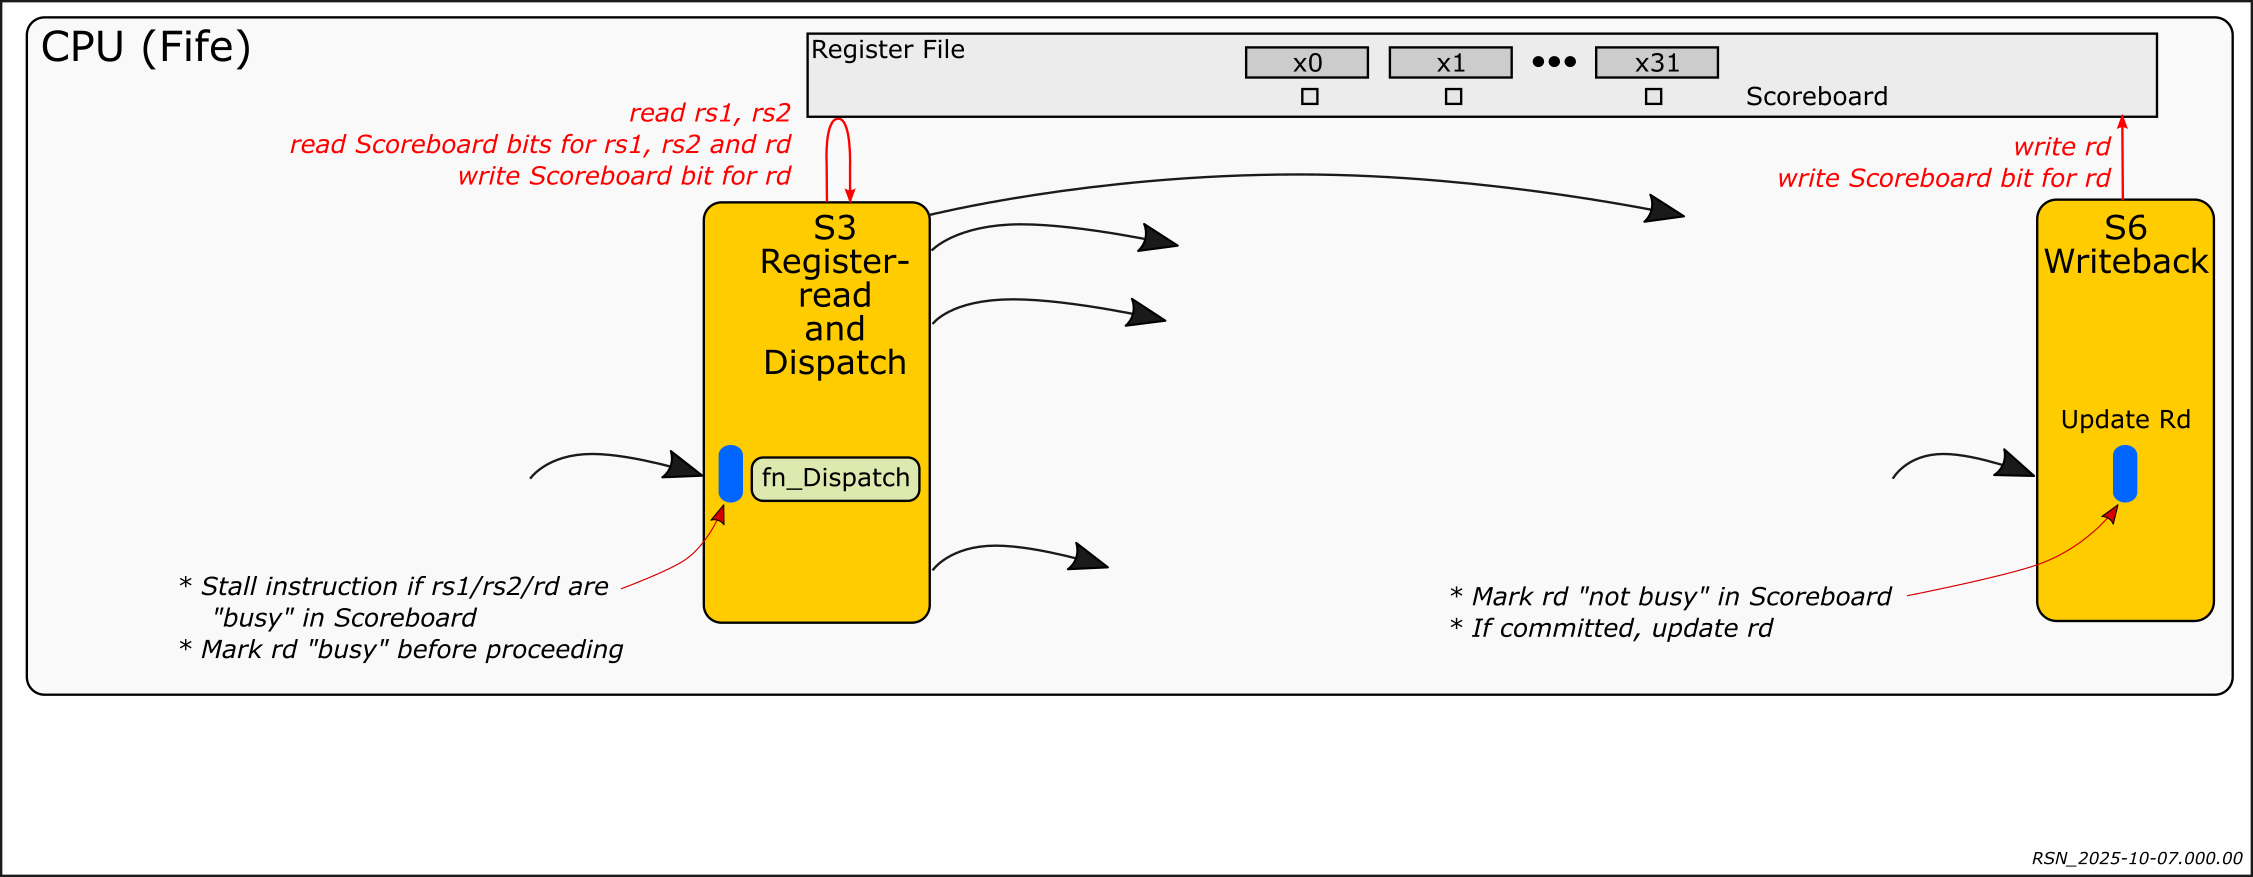 CPU (Fife)
Register File
x0
x1
x31
Scoreboard
read rs1, rs2
read Scoreboard bits for rs1, rs2 and rd
write Scoreboard bit for rd
write rd
write Scoreboard bit for rd
S3
Register-
read
and
Dispatch
fn_Dispatch
S6
Writeback
Update Rd
* Stall instruction if rs1/rs2/rd are
"busy" in Scoreboard
* Mark rd "busy" before proceeding
* Mark rd "not busy" in Scoreboard
* If committed, update rd
RSN_2025-10-07.000.00